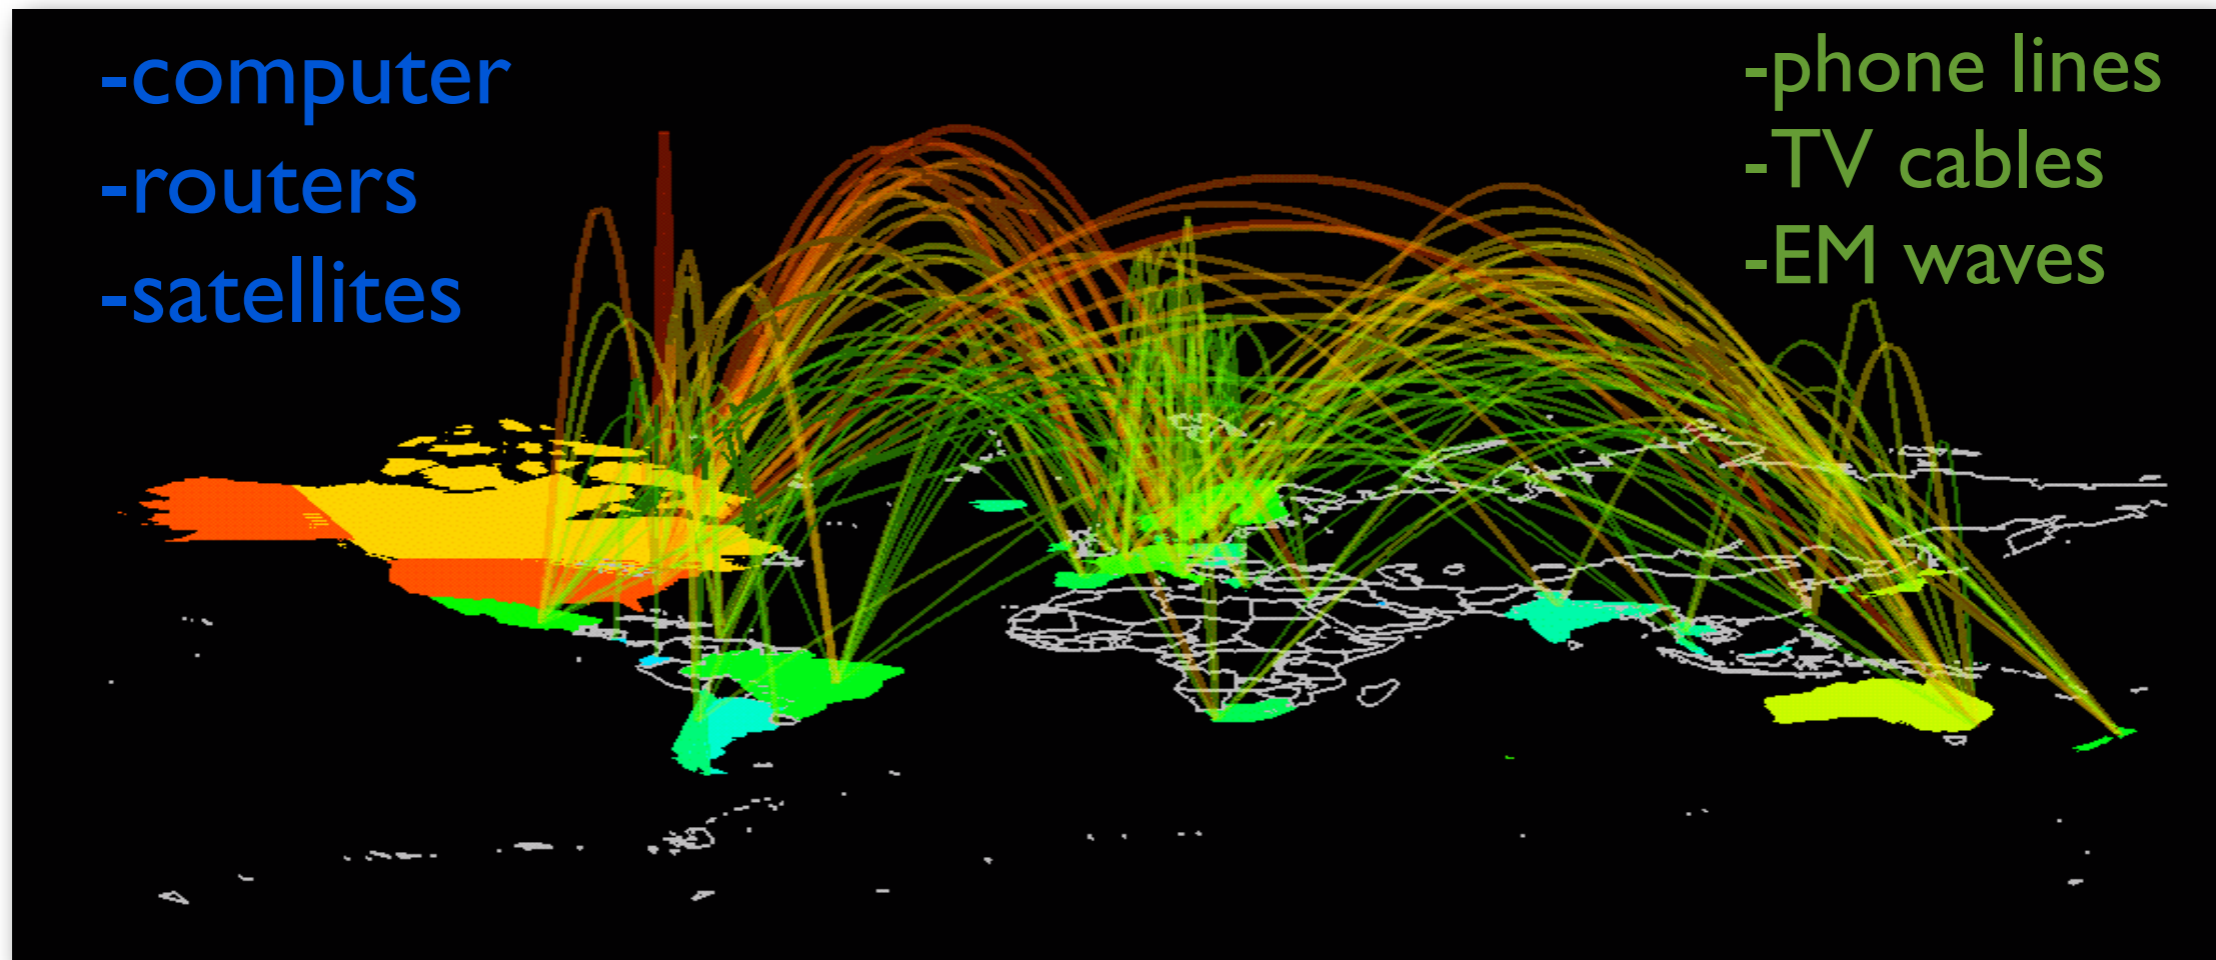 -computer
-routers
-satellites
-phone lines
-TV cables
-EM waves